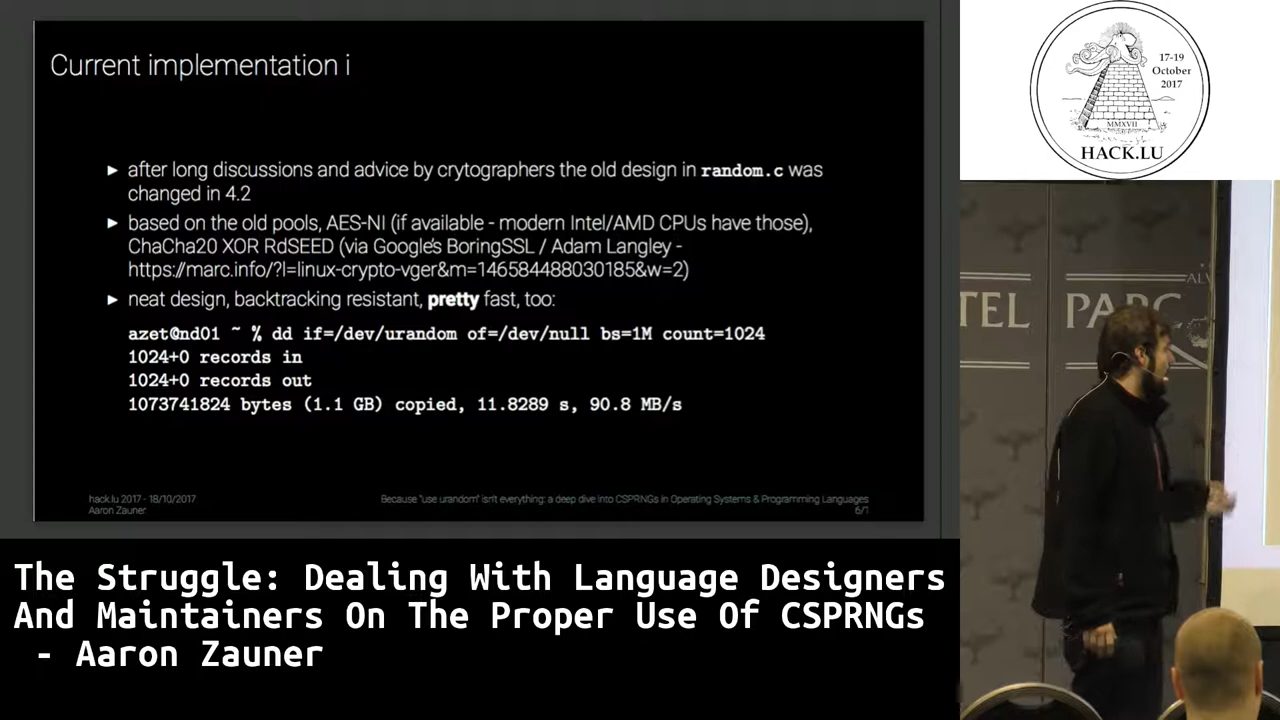 Current implementation i
▶ after long discussions and advice by crytographers the old design in random.c was
changed in 4.2
▶ based on the old pools, AES-NI (if available - modern Intel/AMD CPUs have those),
ChaCha20 XOR RdSEED (via Google's BoringSSL / Adam Langley -
https://marc.info/?l=linux-crypto-vger&m=146584488030185&w=2)
▶ neat design, backtracking resistant, pretty fast, too:
azet@nd01 ~ % dd if=/dev/urandom of=/dev/null bs=1M count=1024
1024+0 records in
1024+0 records out
1073741824 bytes (1.1 GB) copied, 11.8289 s, 90.8 MB/s
hack.lu 2017 - 18/10/2017
Aaron Zauner
Because "use urandom" isn't everything: a deep dive into CSPRNGs in Operating Systems & Programming Languages
6/1
17-19
October
2017
MMXVII
HACK.LU
TEL PARC
ALV
The Struggle: Dealing With Language Designers
And Maintainers On The Proper Use Of CSPRNGs
- Aaron Zauner